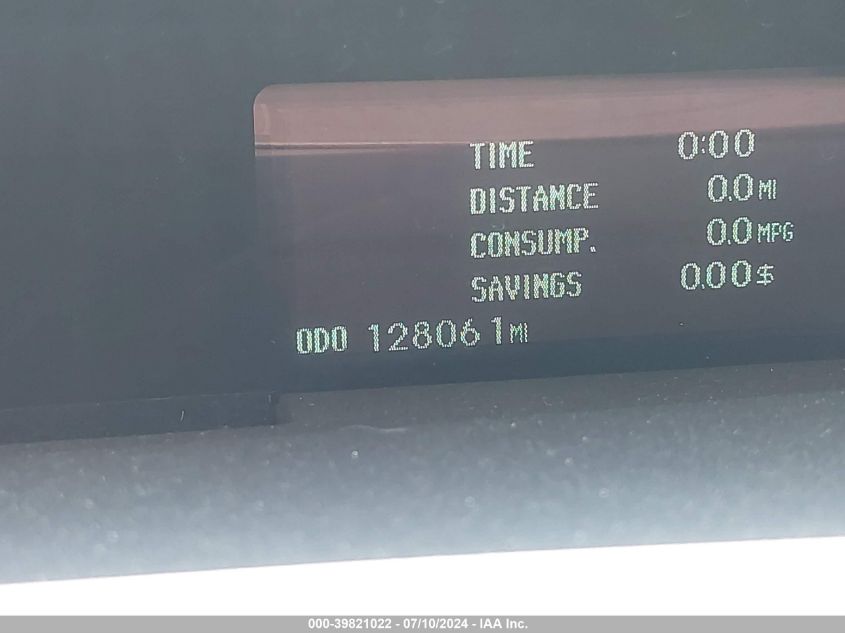 TIME 0:00
DISTANCE 0.0 MI
CONSUMP. 0.0 MPG
SAVINGS 0.00 $
ODO 128061 MI
000-39821022 - 07/10/2024 - IAA Inc.